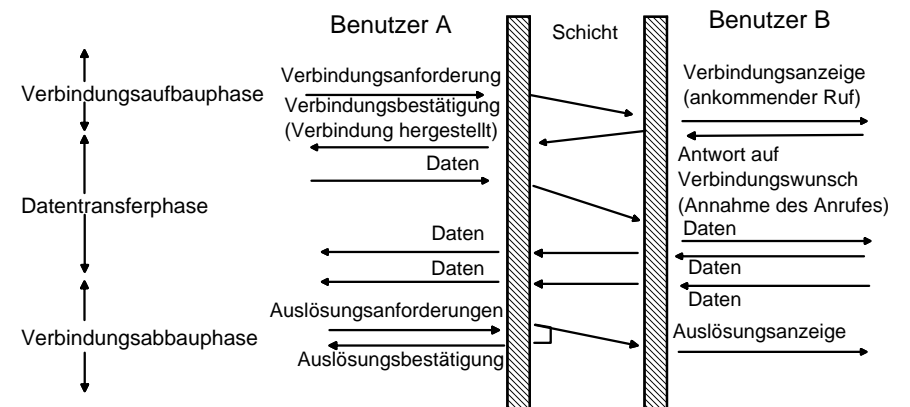 Benutzer A
Schicht
Benutzer B
Verbindungsaufbauphase
Verbindungsanforderung
Verbindungsbestätigung
(Verbindung hergestellt)
Verbindungsanzeige
(ankommender Ruf)
Antwort auf
Verbindungswunsch
(Annahme des Anrufes)
Datentransferphase
Daten
Daten
Daten
Daten
Daten
Daten
Verbindungsabbauphase
Auslösungsanforderungen
Auslösungsbestätigung
Auslösungsanzeige